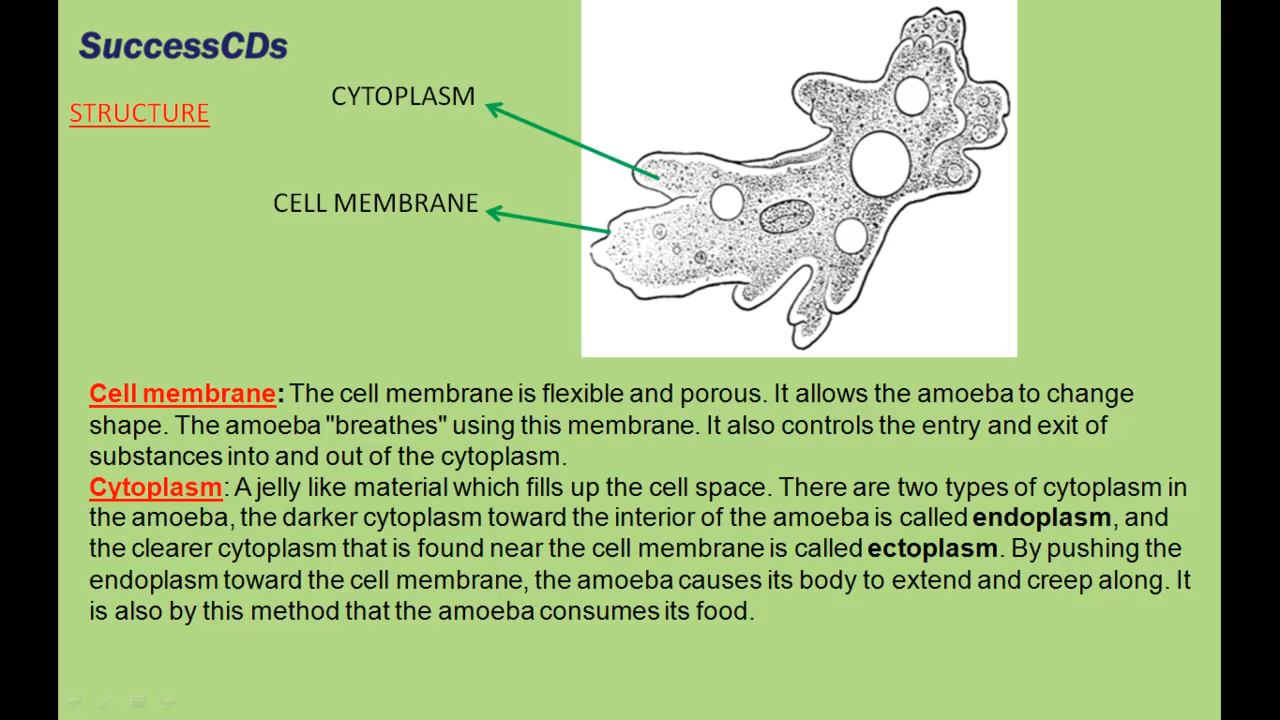 SuccessCDs
STRUCTURE
CYTOPLASM
CELL MEMBRANE
Cell membrane: The cell membrane is flexible and porous. It allows the amoeba to change
shape. The amoeba "breathes" using this membrane. It also controls the entry and exit of
substances into and out of the cytoplasm.
Cytoplasm: A jelly like material which fills up the cell space. There are two types of cytoplasm in
the amoeba, the darker cytoplasm toward the interior of the amoeba is called endoplasm, and
the clearer cytoplasm that is found near the cell membrane is called ectoplasm. By pushing the
endoplasm toward the cell membrane, the amoeba causes its body to extend and creep along. It
is also by this method that the amoeba consumes its food.